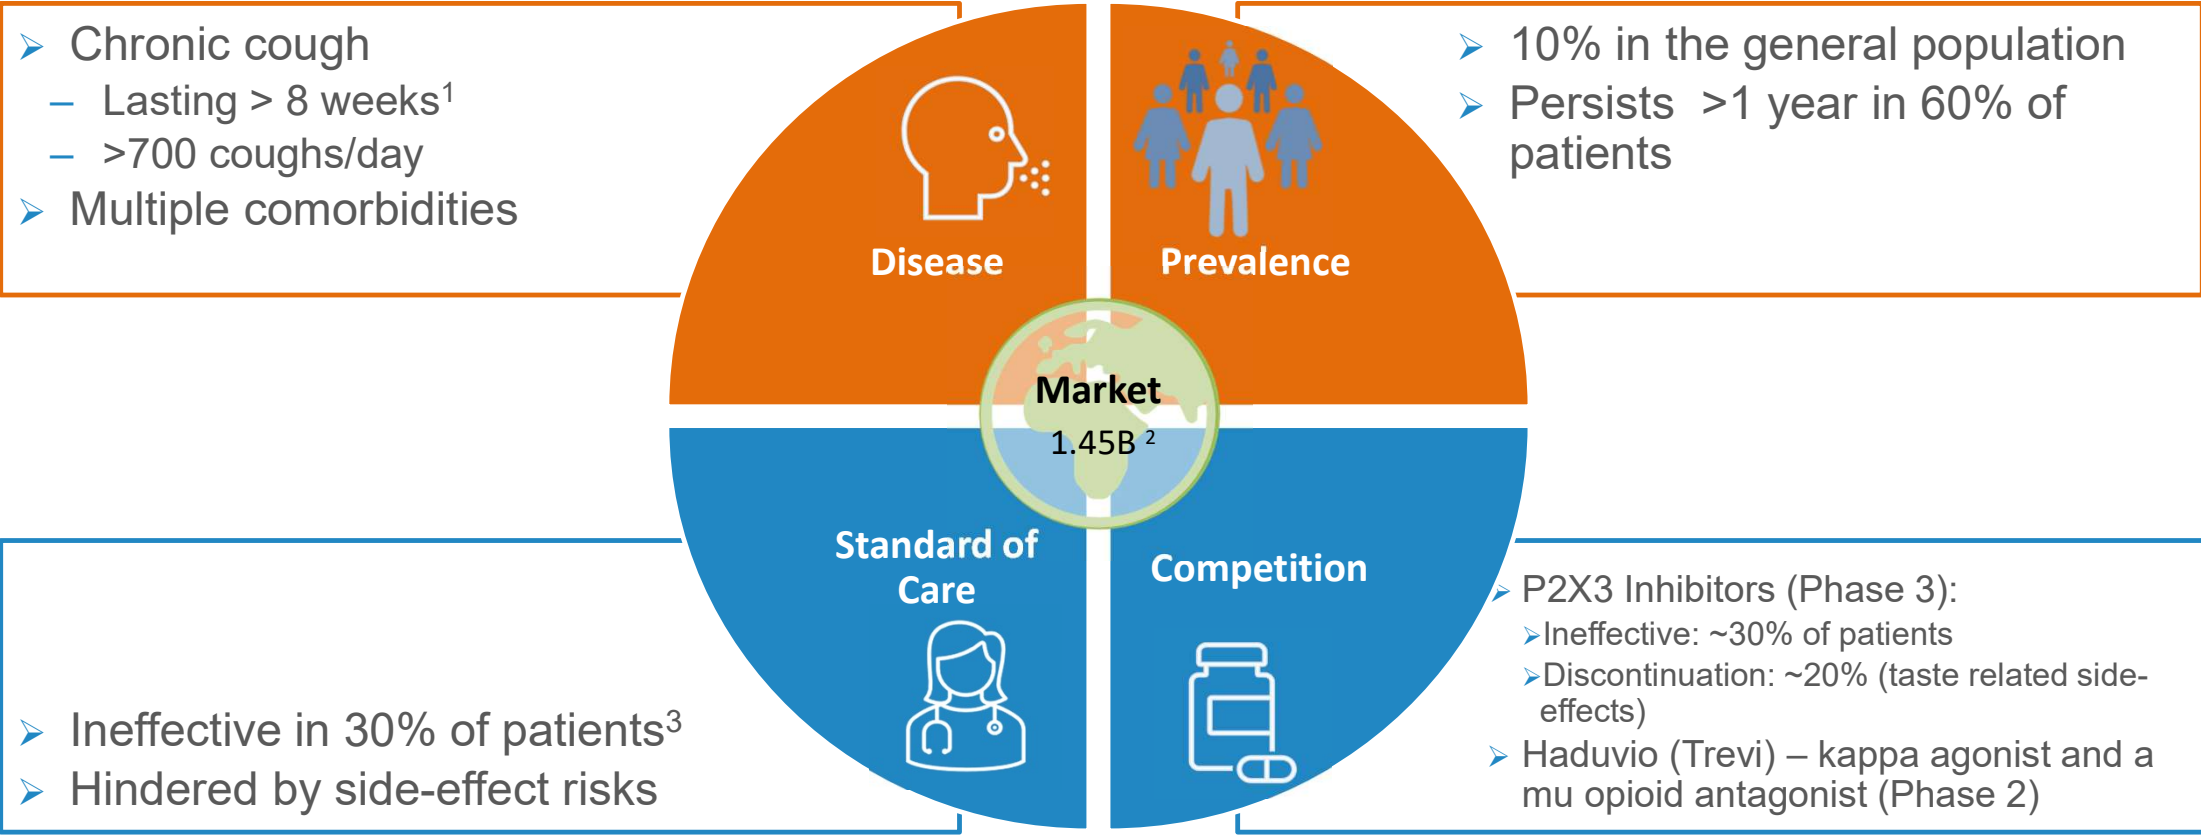 ➢ Chronic cough
– Lasting > 8 weeks¹
– >700 coughs/day
➢ Multiple comorbidities
Disease
Prevalence
➢ 10% in the general population
➢ Persists >1 year in 60% of
patients
Market
1.45B ²
Standard of
Care
➢ Ineffective in 30% of patients³
➢ Hindered by side-effect risks
Competition
➢ P2X3 Inhibitors (Phase 3):
➢Ineffective: ~30% of patients
➢Discontinuation: ~20% (taste related side-
effects)
➢ Haduvio (Trevi) – kappa agonist and a
mu opioid antagonist (Phase 2)